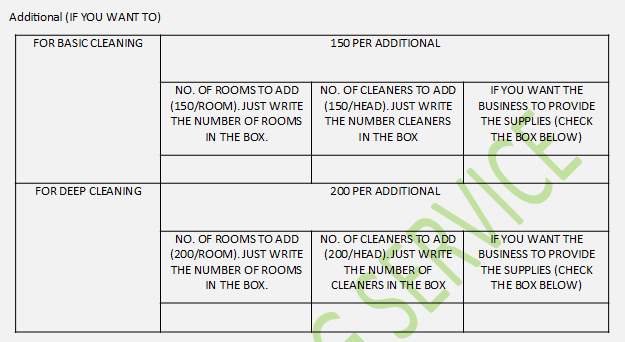 Additional (IF YOU WANT TO)
FOR BASIC CLEANING
150 PER ADDITIONAL
NO. OF ROOMS TO ADD
(150/ROOM). JUST WRITE
THE NUMBER OF ROOMS
IN THE BOX.
NO. OF CLEANERS TO ADD
(150/HEAD). JUST WRITE
THE NUMBER CLEANERS
IN THE BOX
IF YOU WANT THE
BUSINESS TO PROVIDE
THE SUPPLIES (CHECK
THE BOX BELOW)
FOR DEEP CLEANING
200 PER ADDITIONAL
NO. OF ROOMS TO ADD
(200/ROOM). JUST WRITE
THE NUMBER OF ROOMS
IN THE BOX.
NO. OF CLEANERS TO ADD
(200/HEAD). JUST WRITE
THE NUMBER OF
CLEANERS IN THE BOX
IF YOU WANT THE
BUSINESS TO PROVIDE
THE SUPPLIES (CHECK
THE BOX BELOW)
SERVICE